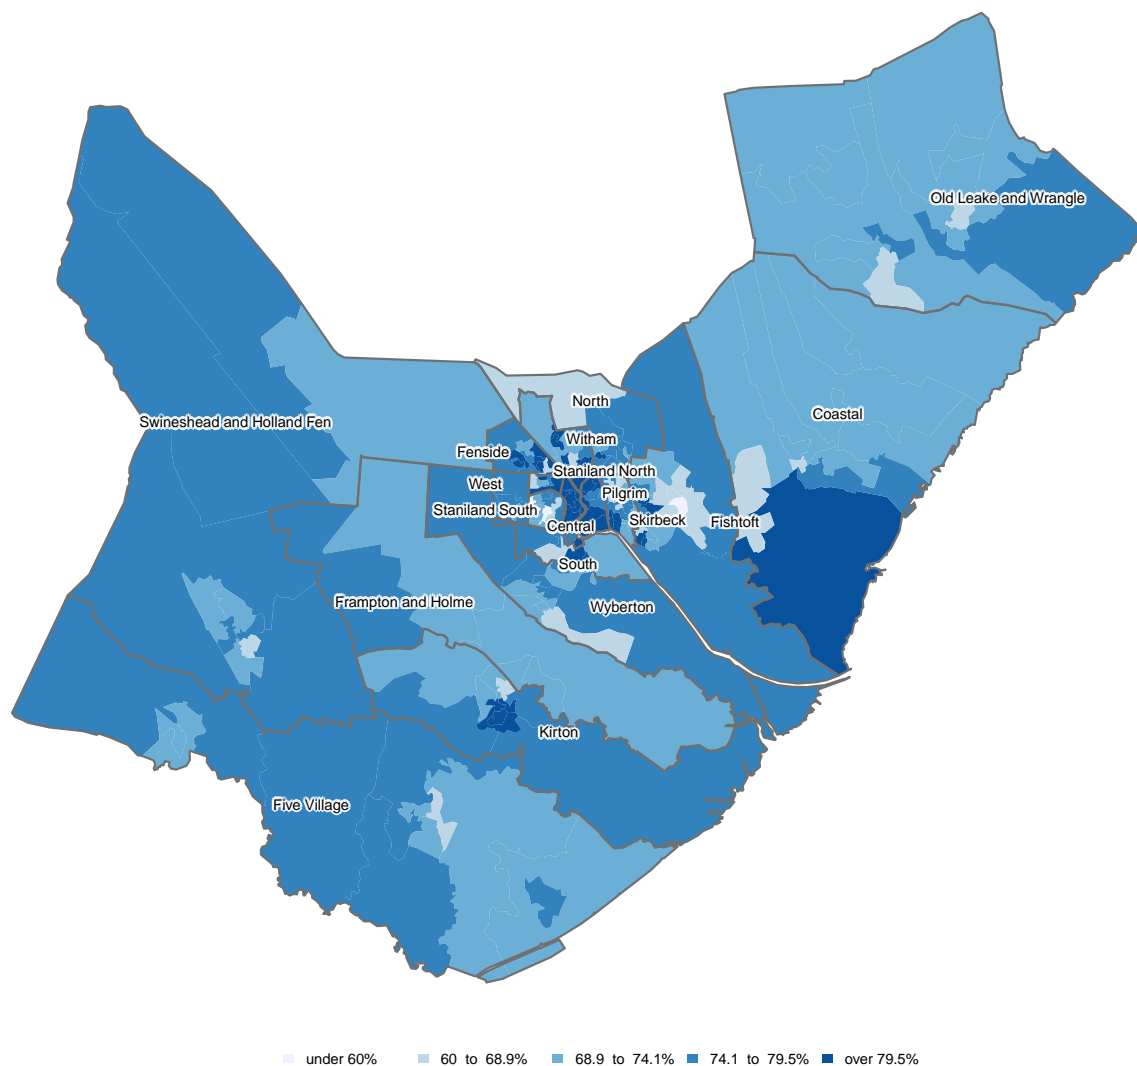 Old Leake and Wrangle
North
Coastal
Swineshead and Holland Fen
Witham
Fenside
Staniland North
West
Pilgrim
Staniland South
Skirbeck
Fishtoft
Central
South
Frampton and Holme
Wyberton
Kirton
Five Village
under 60% 60 to 68.9% 68.9 to 74.1% 74.1 to 79.5% over 79.5%